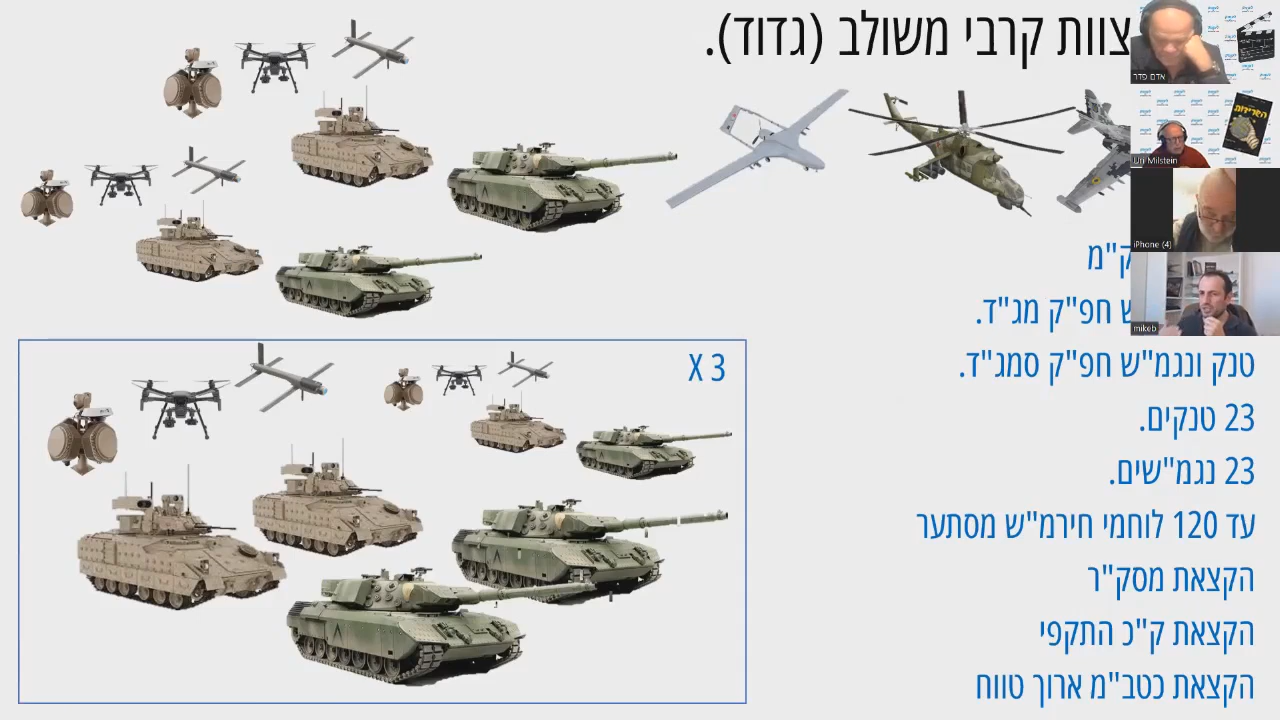 צוות קרבי משולב (גדוד).
אדם פדר
Uri Milstein
iPhone (4)
mikeb
ק"מ
ש חפ"ק מג"ד.
טנק ונגמ"ש חפ"ק סמג"ד.
23 טנקים.
23 נגמ"שים.
עד 120 לוחמי חירמ"ש מסתער
הקצאת מסק"ר
הקצאת ק"כ התקפי
הקצאת כטב"מ ארוך טווח
X 3